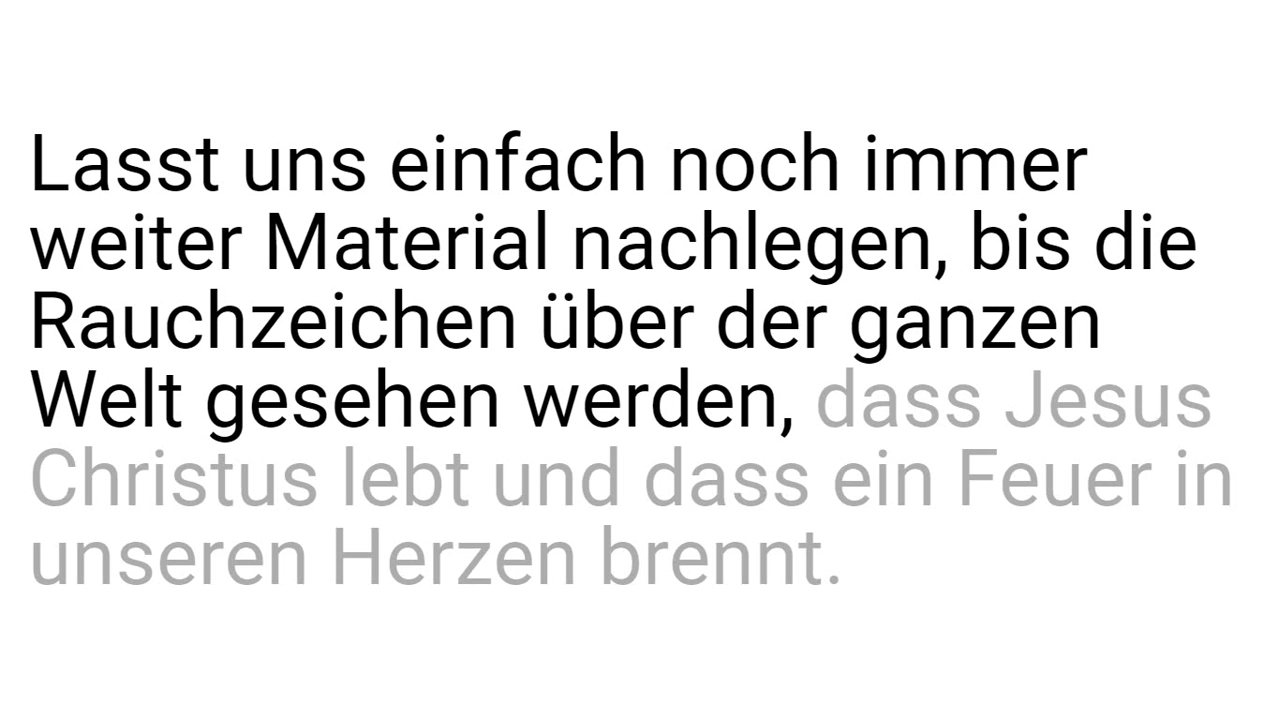 Lasst uns einfach noch immer
weiter Material nachlegen, bis die
Rauchzeichen über der ganzen
Welt gesehen werden, dass Jesus
Christus lebt und dass ein Feuer in
unseren Herzen brennt.